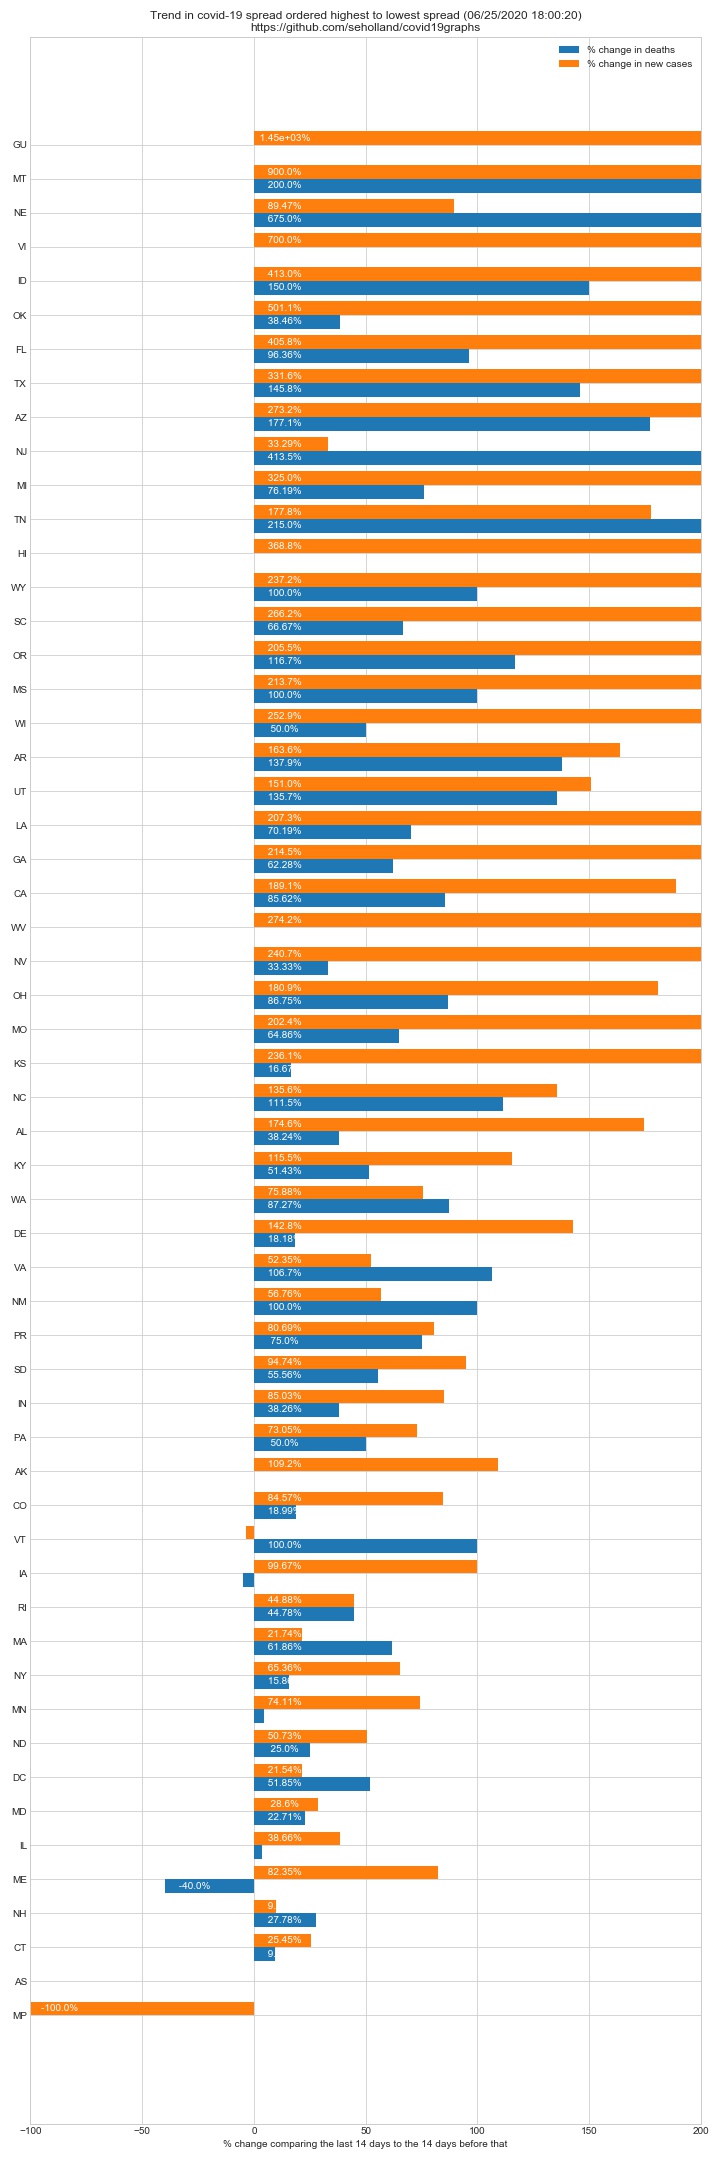 Trend in covid-19 spread ordered highest to lowest spread (06/25/2020 18:00:20)
https://github.com/seholland/covid19graphs
% change in deaths
% change in new cases
GU
1.45e+03%
MT
900.0%
200.0%
NE
89.47%
675.0%
VI
700.0%
ID
413.0%
150.0%
OK
501.1%
38.46%
FL
405.8%
96.36%
TX
331.6%
145.8%
AZ
273.2%
177.1%
NJ
33.29%
413.5%
MI
325.0%
76.19%
TN
177.8%
215.0%
HI
368.8%
WY
237.2%
100.0%
SC
266.2%
66.67%
OR
205.5%
116.7%
MS
213.7%
100.0%
WI
252.9%
50.0%
AR
163.6%
137.9%
UT
151.0%
135.7%
LA
207.3%
70.19%
GA
214.5%
62.28%
CA
189.1%
85.62%
WV
274.2%
NV
240.7%
33.33%
OH
180.9%
86.75%
MO
202.4%
64.86%
KS
236.1%
16.67
NC
135.6%
111.5%
AL
174.6%
38.24%
KY
115.5%
51.43%
WA
75.88%
87.27%
DE
142.8%
18.18
VA
52.35%
106.7%
NM
56.76%
100.0%
PR
80.69%
75.0%
SD
94.74%
55.56%
IN
85.03%
38.26%
PA
73.05%
50.0%
AK
109.2%
CO
84.57%
18.99%
VT
100.0%
IA
99.67%
RI
44.88%
44.78%
MA
21.74%
61.86%
NY
65.36%
15.8
MN
74.11%
ND
50.73%
25.0%
DC
21.54%
51.85%
MD
28.6%
22.71%
IL
38.66%
ME
82.35%
-40.0%
NH
9.
27.78%
CT
25.45%
9.
AS
MP
-100.0%
−100 −50 0 50 100 150 200
% change comparing the last 14 days to the 14 days before that